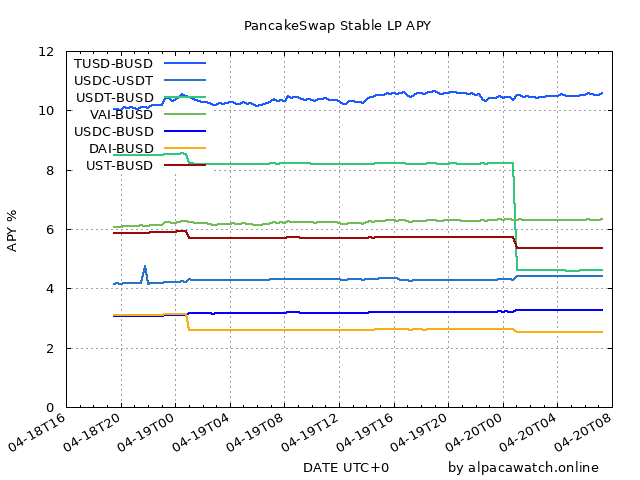 PancakeSwap Stable LP APY
12
10
8
6
4
2
0
APY %
TUSD-BUSD
USDC-USDT
USDT-BUSD
VAI-BUSD
USDC-BUSD
DAI-BUSD
UST-BUSD
04-18T16
04-18T20
04-19T00
04-19T04
04-19T08
04-19T12
04-19T16
04-19T20
04-20T00
04-20T04
04-20T08
DATE UTC+0
by alpacawatch.online